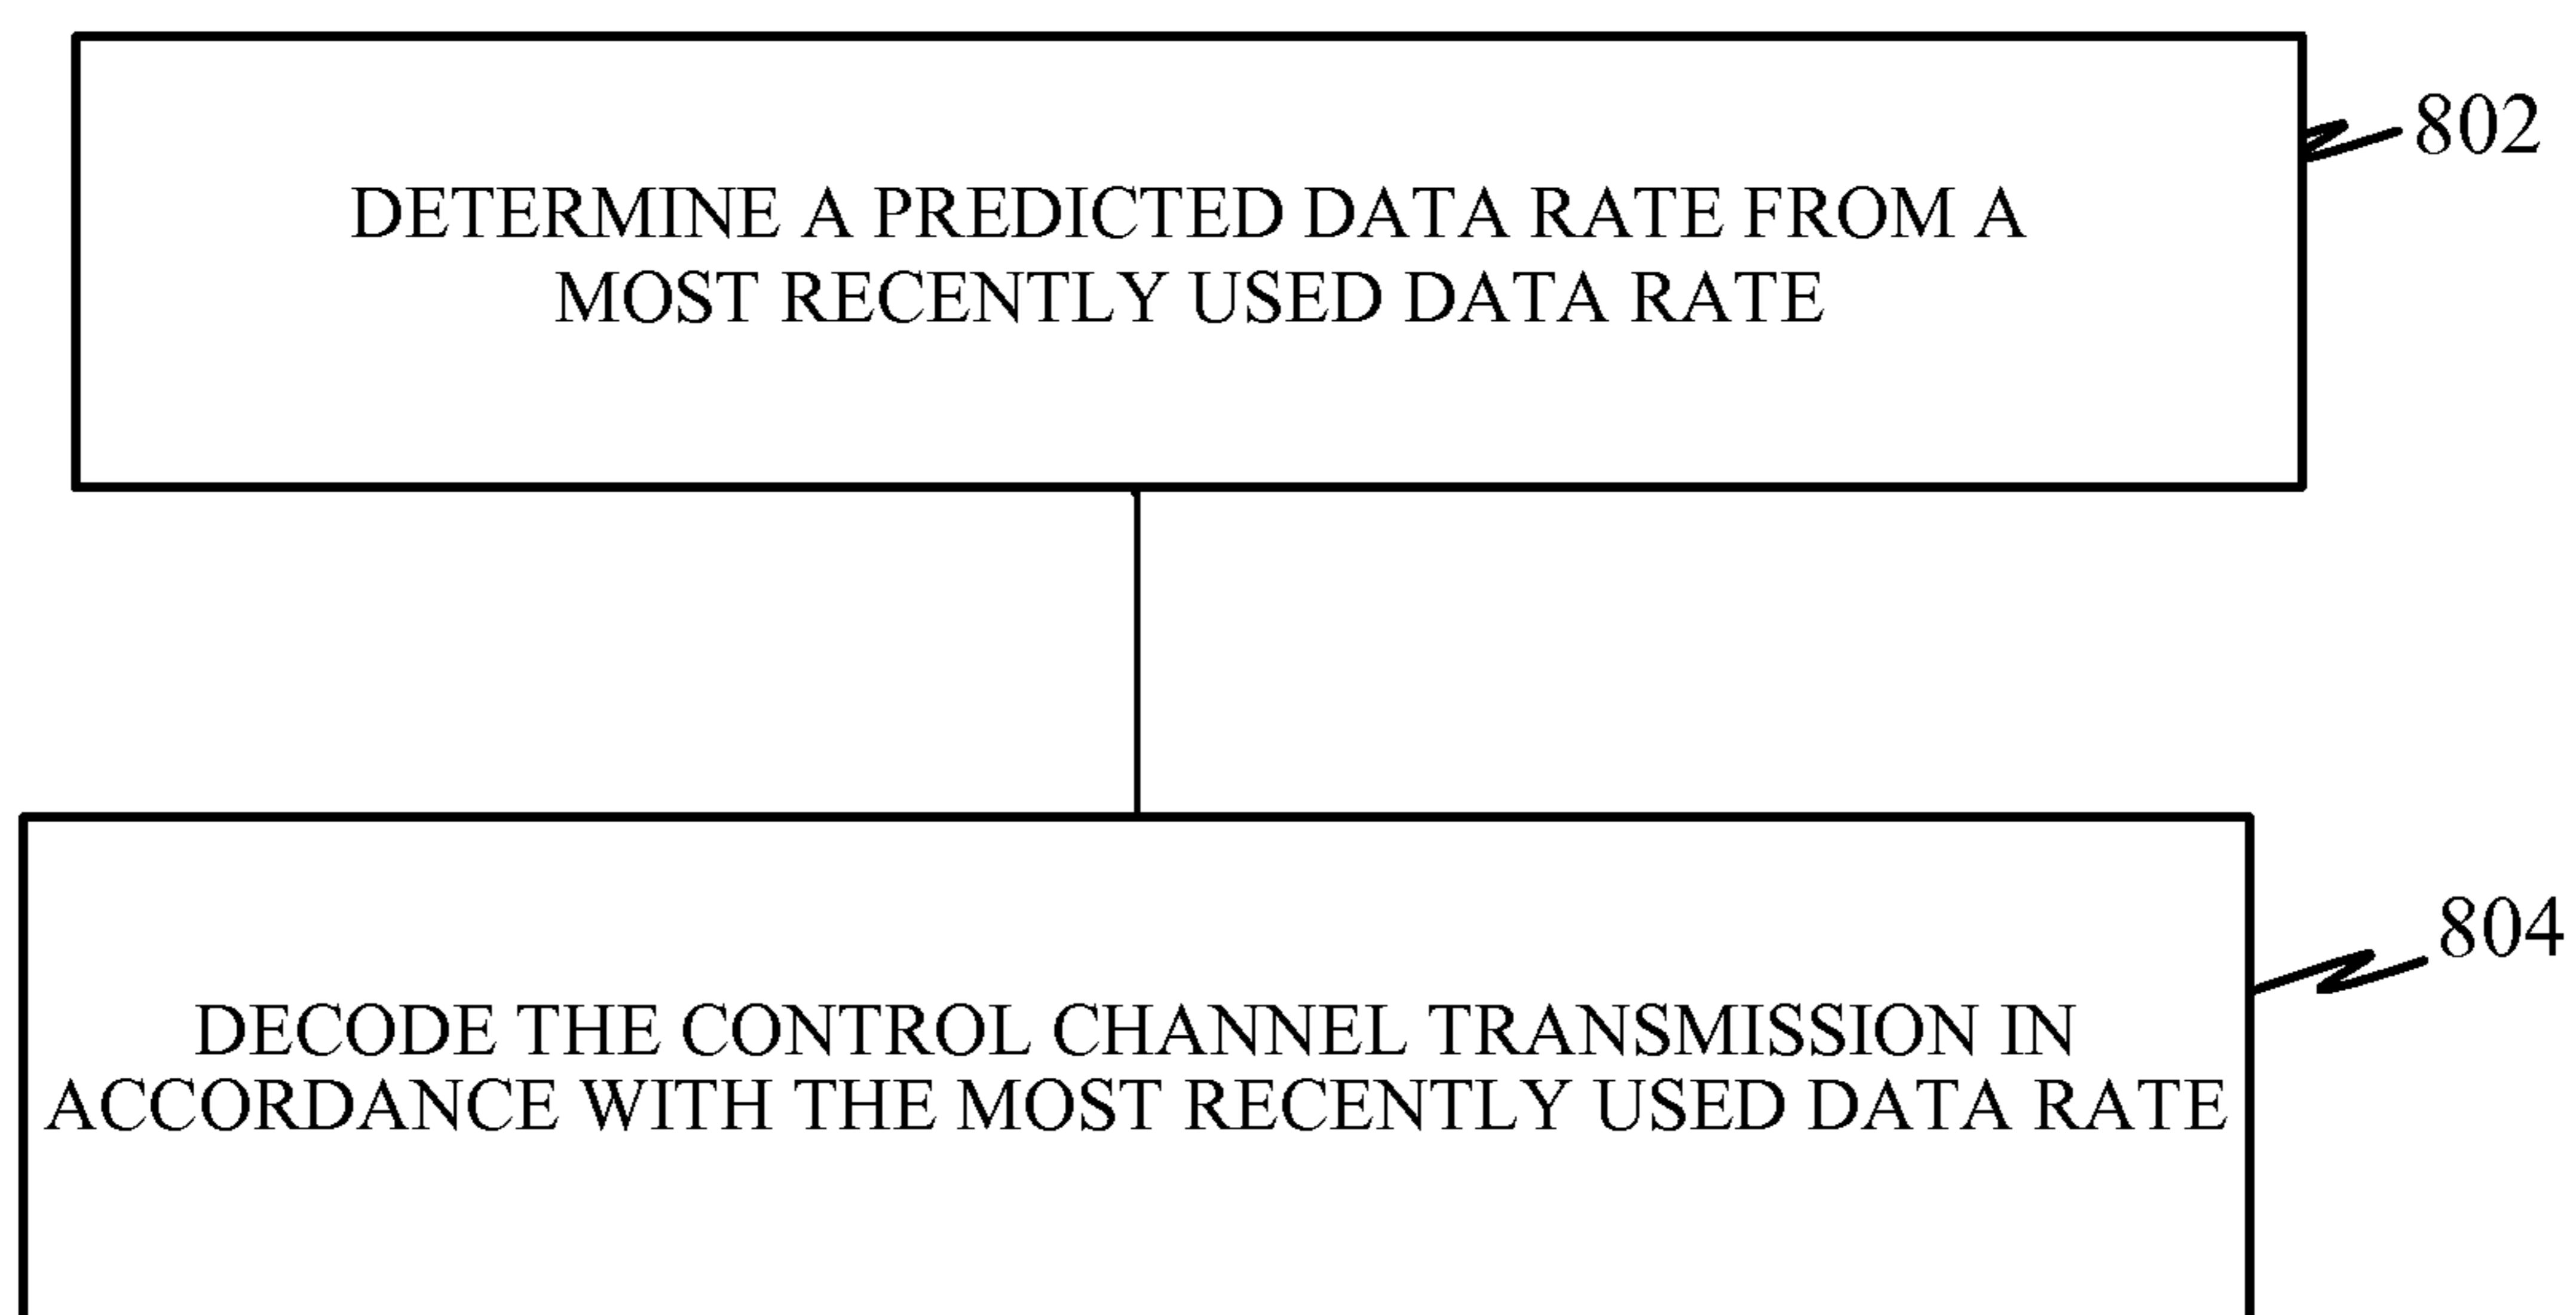 802
DETERMINE A PREDICTED DATA RATE FROM A
MOST RECENTLY USED DATA RATE
804
DECODE THE CONTROL CHANNEL TRANSMISSION IN
ACCORDANCE WITH THE MOST RECENTLY USED DATA RATE